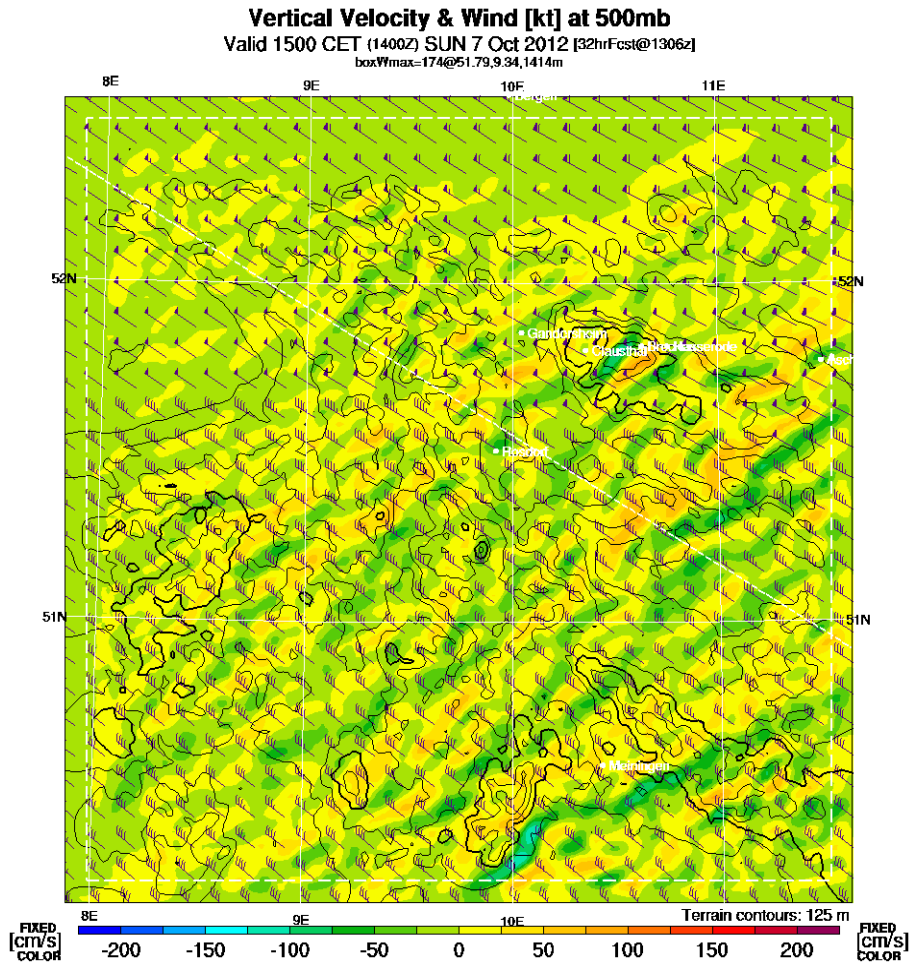 Vertical Velocity & Wind [kt] at 500mb
Valid 1500 CET (1400Z) SUN 7 Oct 2012 [32hrFcst@1306z]
boxWmax=174@51.79,9.34,1414m
8E 9E 10E 11E
Bergen
52N 52N
Clausthal
Asch
51N 51N
Meiningen
8E 9E 10E Terrain contours: 125 m
FIXED FIXED
[cm/s] [cm/s]
COLOR -200 -150 -100 -50 0 50 100 150 200 COLOR